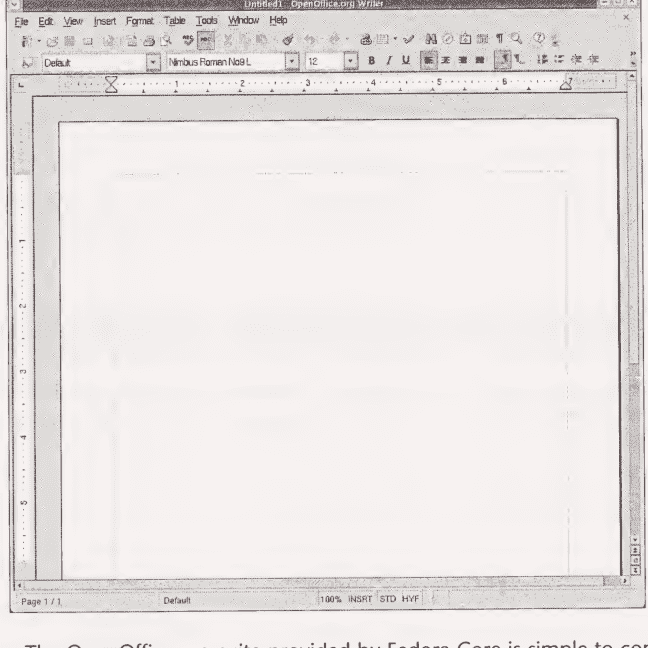 Untitled1 OpenOffice.org Writer
File Edit View Insert Format Table Tools Window Help
Default Nimbus Roman No9 L 12 B I U
1 2 3 4 5 6 7
1
2
3
4
5
Page 1 / 1 Default 100% INSRT STD HYP
The OpenOffice.org suite provided by Fedora Core is simple to